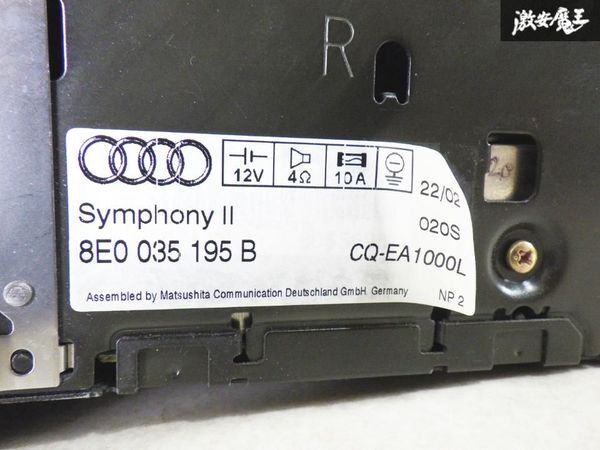 激安魔王
R
12V 4Ω 10A
22/02
Symphony II
020S
8E0 035 195 B
CQ-EA1000L
Assembled by Matsushita Communication Deutschland GmbH. Germany
NP 2